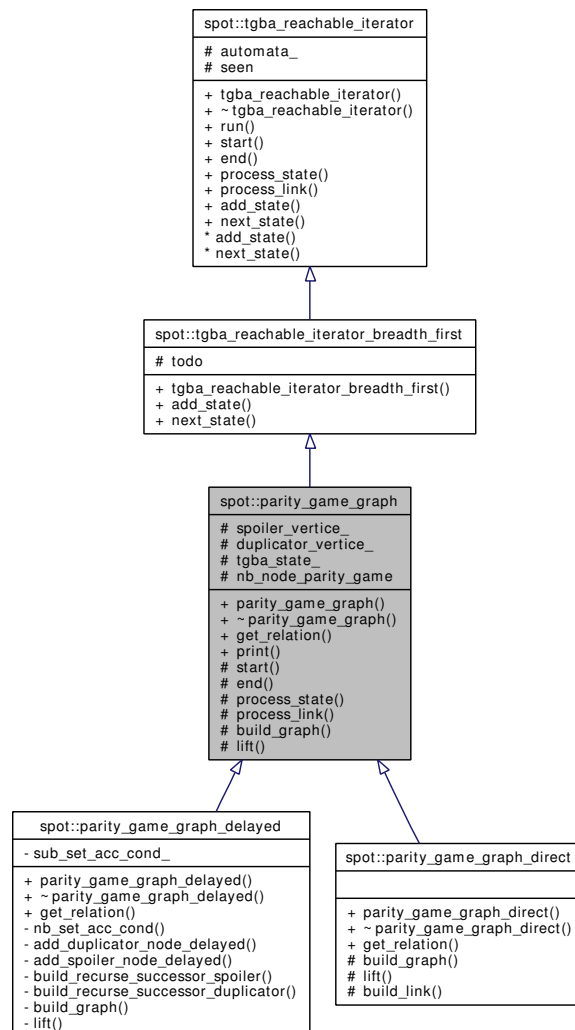 spot::tgba_reachable_iterator
# automata_
# seen
+ tgba_reachable_iterator()
+ ~ tgba_reachable_iterator()
+ run()
+ start()
+ end()
+ process_state()
+ process_link()
+ add_state()
+ next_state()
* add_state()
* next_state()
spot::tgba_reachable_iterator_breadth_first
# todo
+ tgba_reachable_iterator_breadth_first()
+ add_state()
+ next_state()
spot::parity_game_graph
# spoiler_vertice_
# duplicator_vertice_
# tgba_state_
# nb_node_parity_game
+ parity_game_graph()
+ ~ parity_game_graph()
+ get_relation()
+ print()
# start()
# end()
# process_state()
# process_link()
# build_graph()
# lift()
spot::parity_game_graph_delayed
- sub_set_acc_cond_
+ parity_game_graph_delayed()
+ ~ parity_game_graph_delayed()
+ get_relation()
- nb_set_acc_cond()
- add_duplicator_node_delayed()
- add_spoiler_node_delayed()
- build_recurse_successor_spoiler()
- build_recurse_successor_duplicator()
- build_graph()
- lift()
spot::parity_game_graph_direct
+ parity_game_graph_direct()
+ ~ parity_game_graph_direct()
+ get_relation()
# build_graph()
# lift()
# build_link()